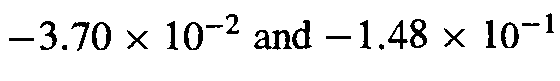 −3.70 × 10⁻² and −1.48 × 10⁻¹